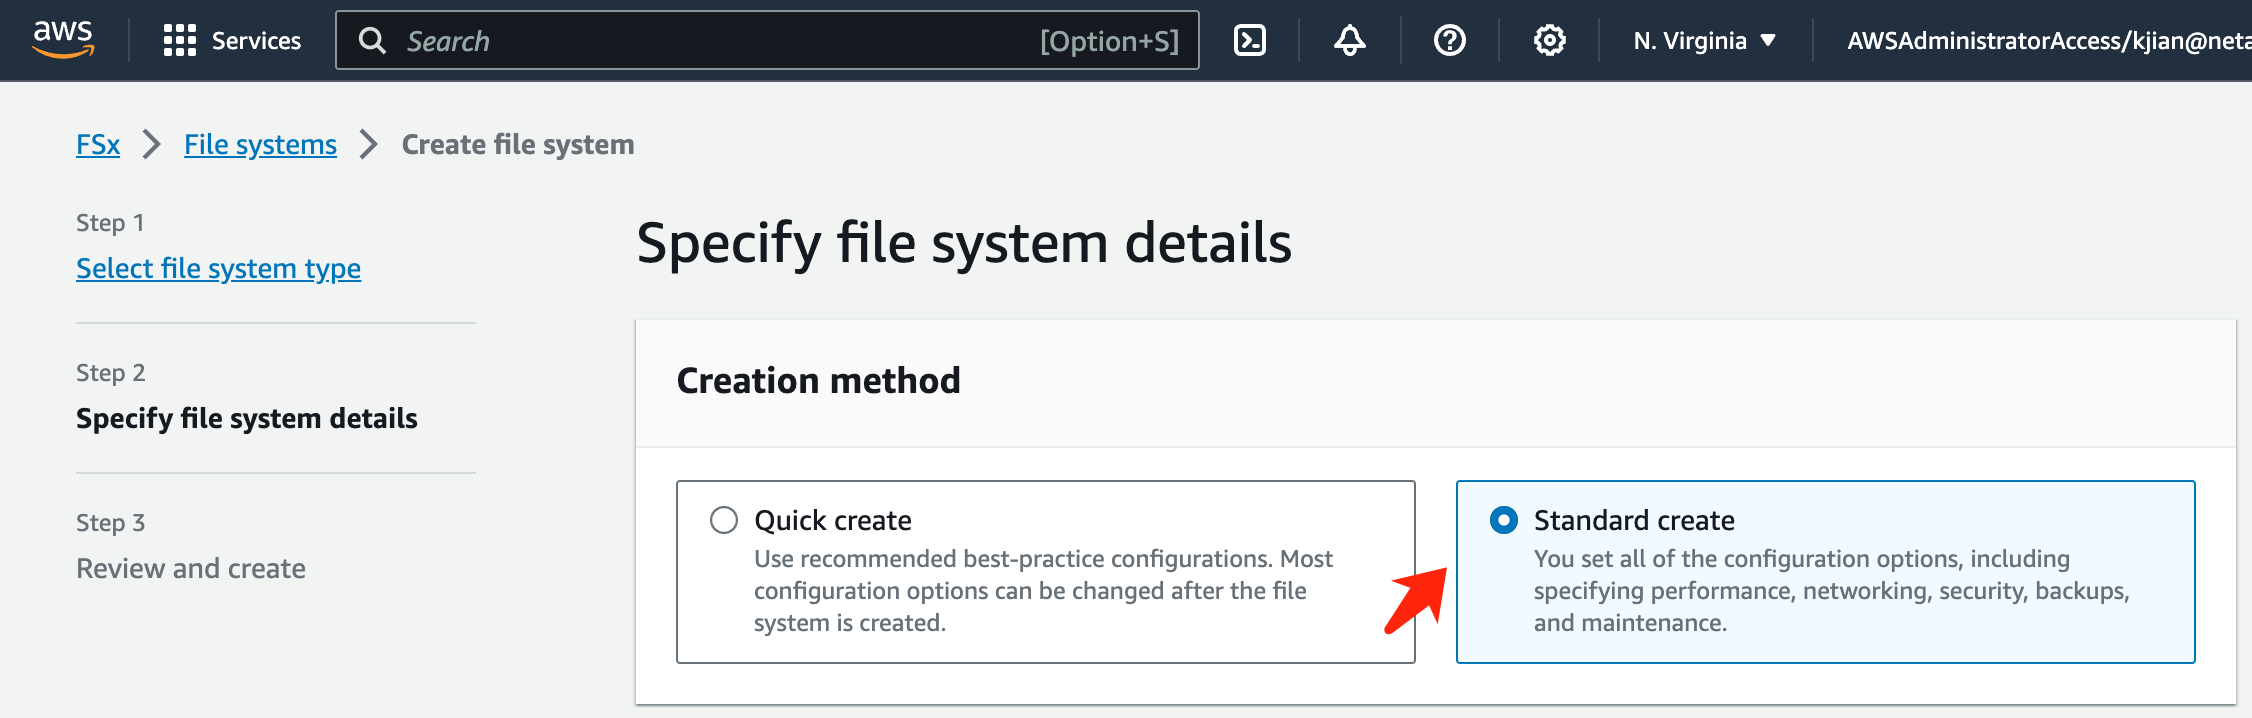 aws Services Search [Option+S] N. Virginia AWSAdministratorAccess/kjian@neta
FSx File systems Create file system
Step 1
Select file system type
Step 2
Specify file system details
Step 3
Review and create
Specify file system details
Creation method
Quick create
Use recommended best-practice configurations. Most
configuration options can be changed after the file
system is created.
Standard create
You set all of the configuration options, including
specifying performance, networking, security, backups,
and maintenance.